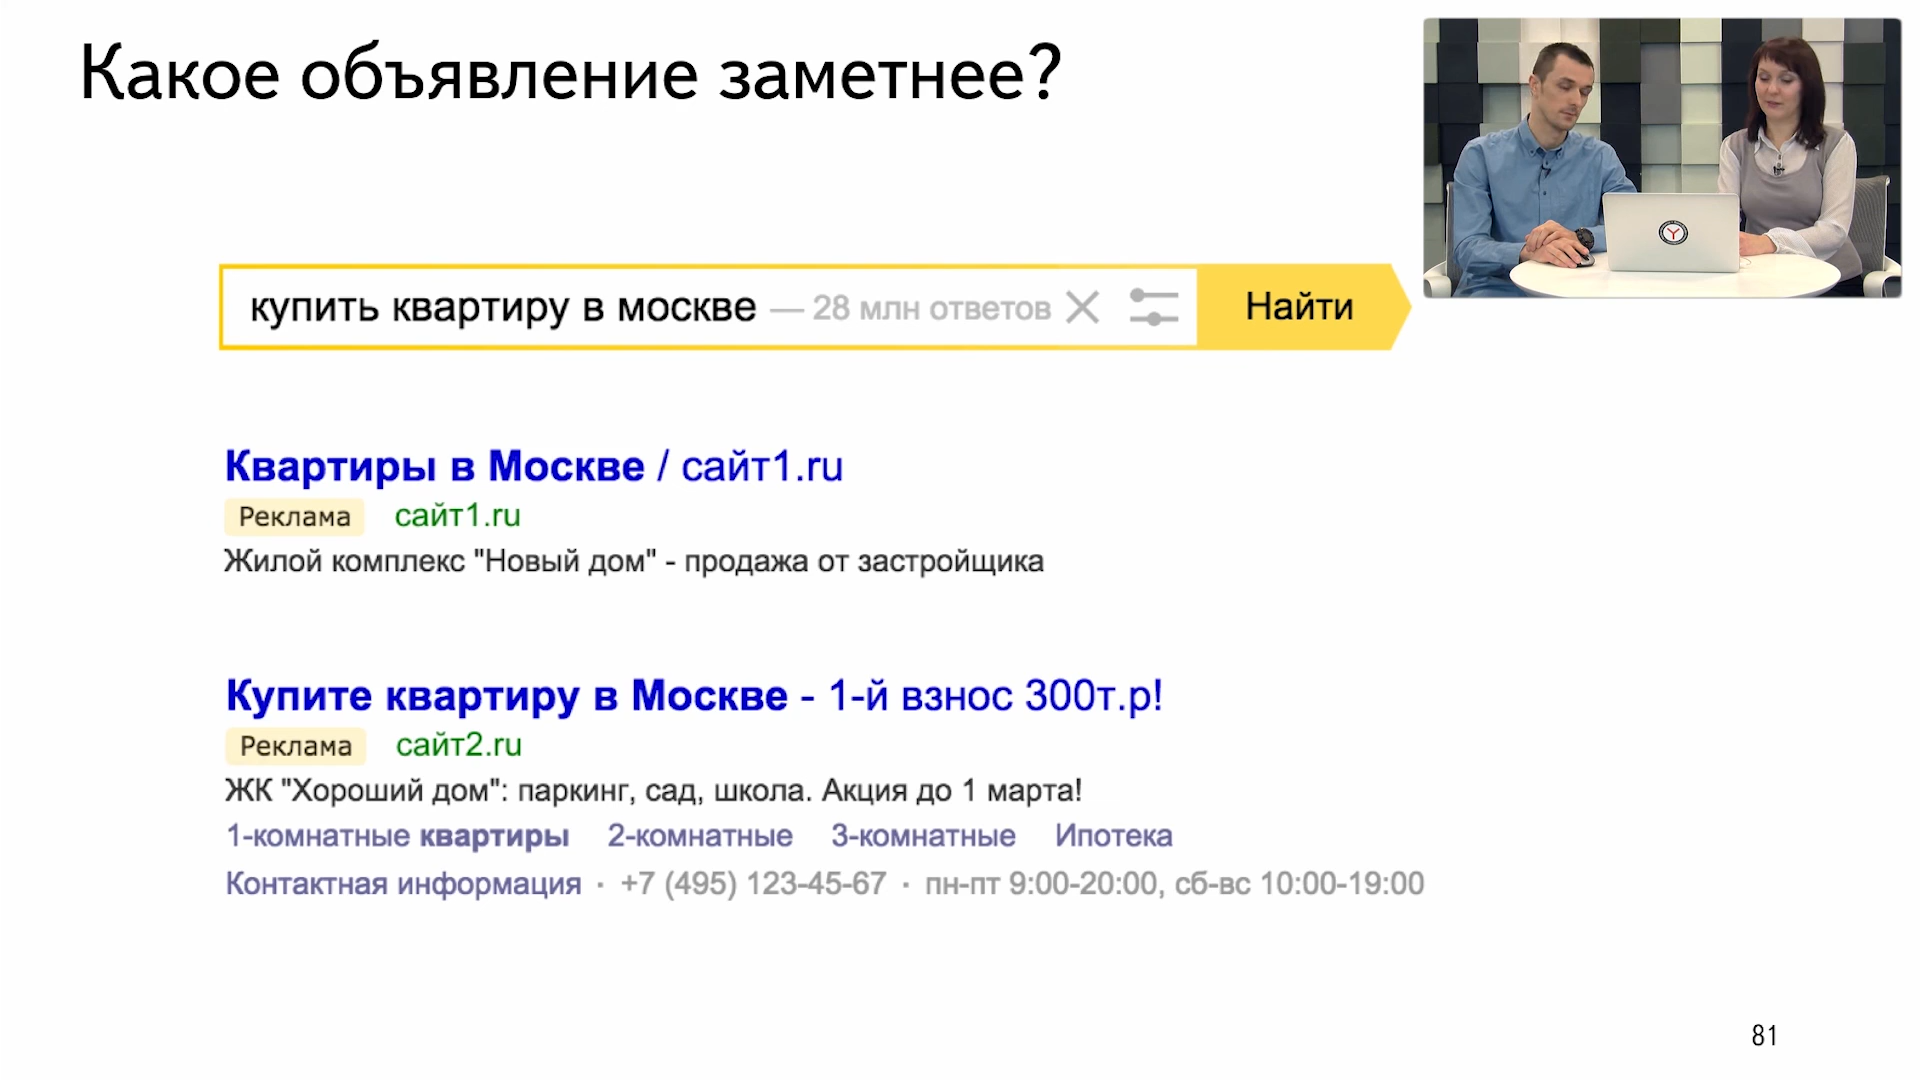 Какое объявление заметнее?
купить квартиру в москве — 28 млн ответов Найти
Квартиры в Москве / сайт1.ru
Реклама сайт1.ru
Жилой комплекс "Новый дом" - продажа от застройщика
Купите квартиру в Москве - 1-й взнос 300т.р!
Реклама сайт2.ru
ЖК "Хороший дом": паркинг, сад, школа. Акция до 1 марта!
1-комнатные квартиры 2-комнатные 3-комнатные Ипотека
Контактная информация · +7 (495) 123-45-67 · пн-пт 9:00-20:00, сб-вс 10:00-19:00
81